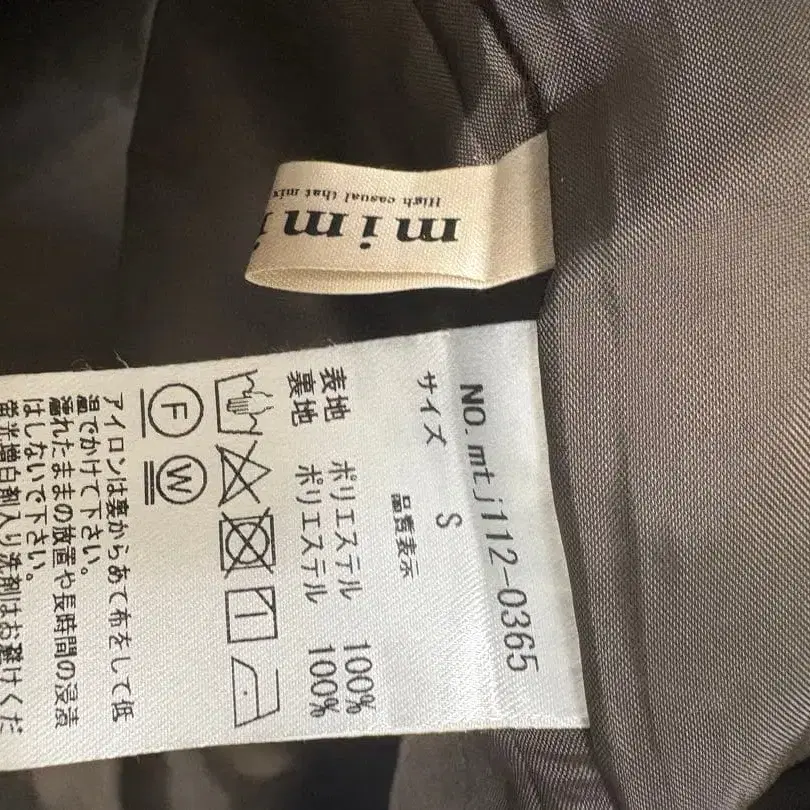 mimi
High casual that mix
NO. mtj112-0365
サイズ S
品質表示
表地 ポリエステル 100%
裏地 ポリエステル 100%
F
W
アイロンは裏からあて布をして低
温でかけて下さい。
濡れたままの放置や長時間の浸漬
はしないで下さい。
蛍光増白剤入り洗剤はお避けくだ